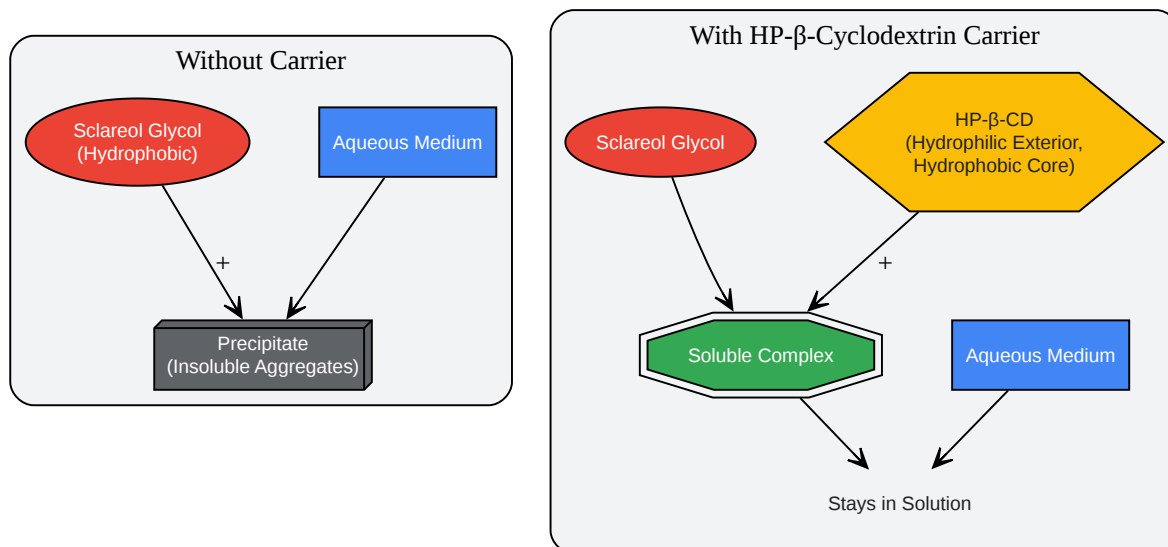 Without Carrier
Sclareol Glycol
(Hydrophobic)
Aqueous Medium
+
Precipitate
(Insoluble Aggregates)
With HP-β-Cyclodextrin Carrier
Sclareol Glycol
HP-β-CD
(Hydrophilic Exterior,
Hydrophobic Core)
+
Soluble Complex
Aqueous Medium
Stays in Solution